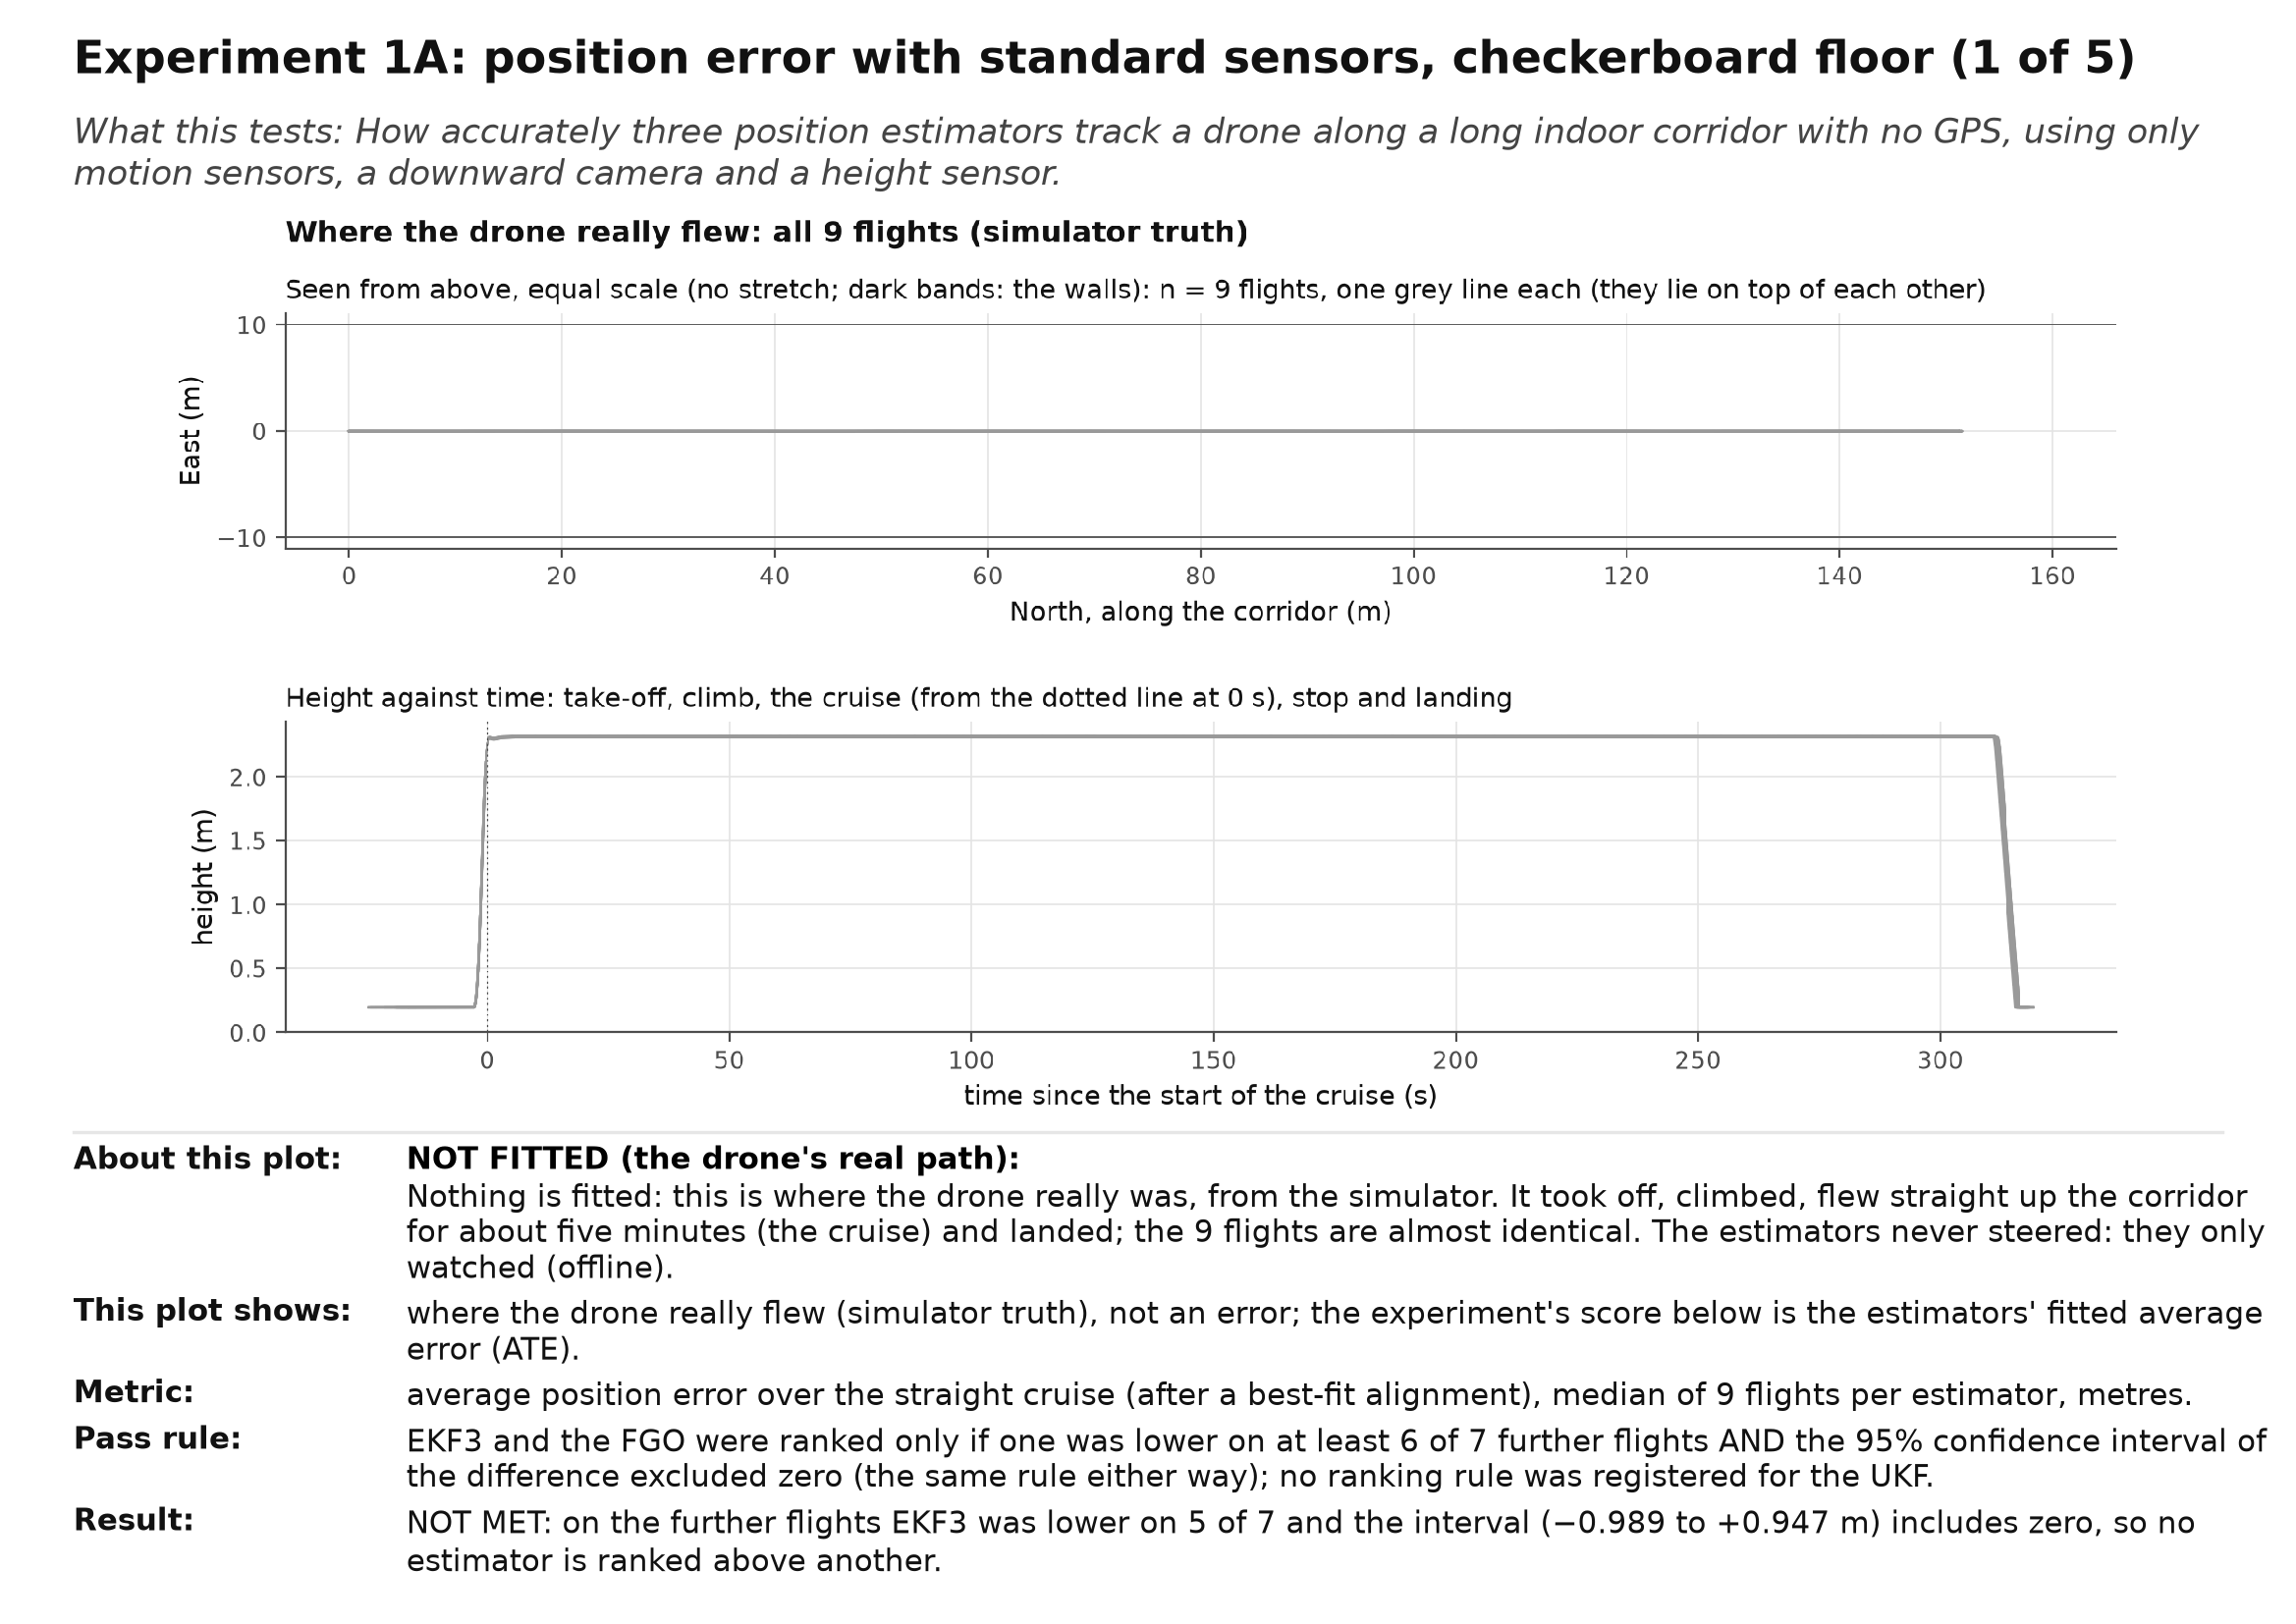 Experiment 1A: position error with standard sensors, checkerboard floor (1 of 5)
What this tests: How accurately three position estimators track a drone along a long indoor corridor with no GPS, using only
motion sensors, a downward camera and a height sensor.
Where the drone really flew: all 9 flights (simulator truth)
Seen from above, equal scale (no stretch; dark bands: the walls): n = 9 flights, one grey line each (they lie on top of each other)
10
0
−10
East (m)
0 20 40 60 80 100 120 140 160
North, along the corridor (m)
Height against time: take-off, climb, the cruise (from the dotted line at 0 s), stop and landing
2.0
1.5
1.0
0.5
0.0
height (m)
0 50 100 150 200 250 300
time since the start of the cruise (s)
About this plot: NOT FITTED (the drone's real path):
Nothing is fitted: this is where the drone really was, from the simulator. It took off, climbed, flew straight up the corridor
for about five minutes (the cruise) and landed; the 9 flights are almost identical. The estimators never steered: they only
watched (offline).
This plot shows: where the drone really flew (simulator truth), not an error; the experiment's score below is the estimators' fitted average
error (ATE).
Metric: average position error over the straight cruise (after a best-fit alignment), median of 9 flights per estimator, metres.
Pass rule: EKF3 and the FGO were ranked only if one was lower on at least 6 of 7 further flights AND the 95% confidence interval of
the difference excluded zero (the same rule either way); no ranking rule was registered for the UKF.
Result: NOT MET: on the further flights EKF3 was lower on 5 of 7 and the interval (−0.989 to +0.947 m) includes zero, so no
estimator is ranked above another.